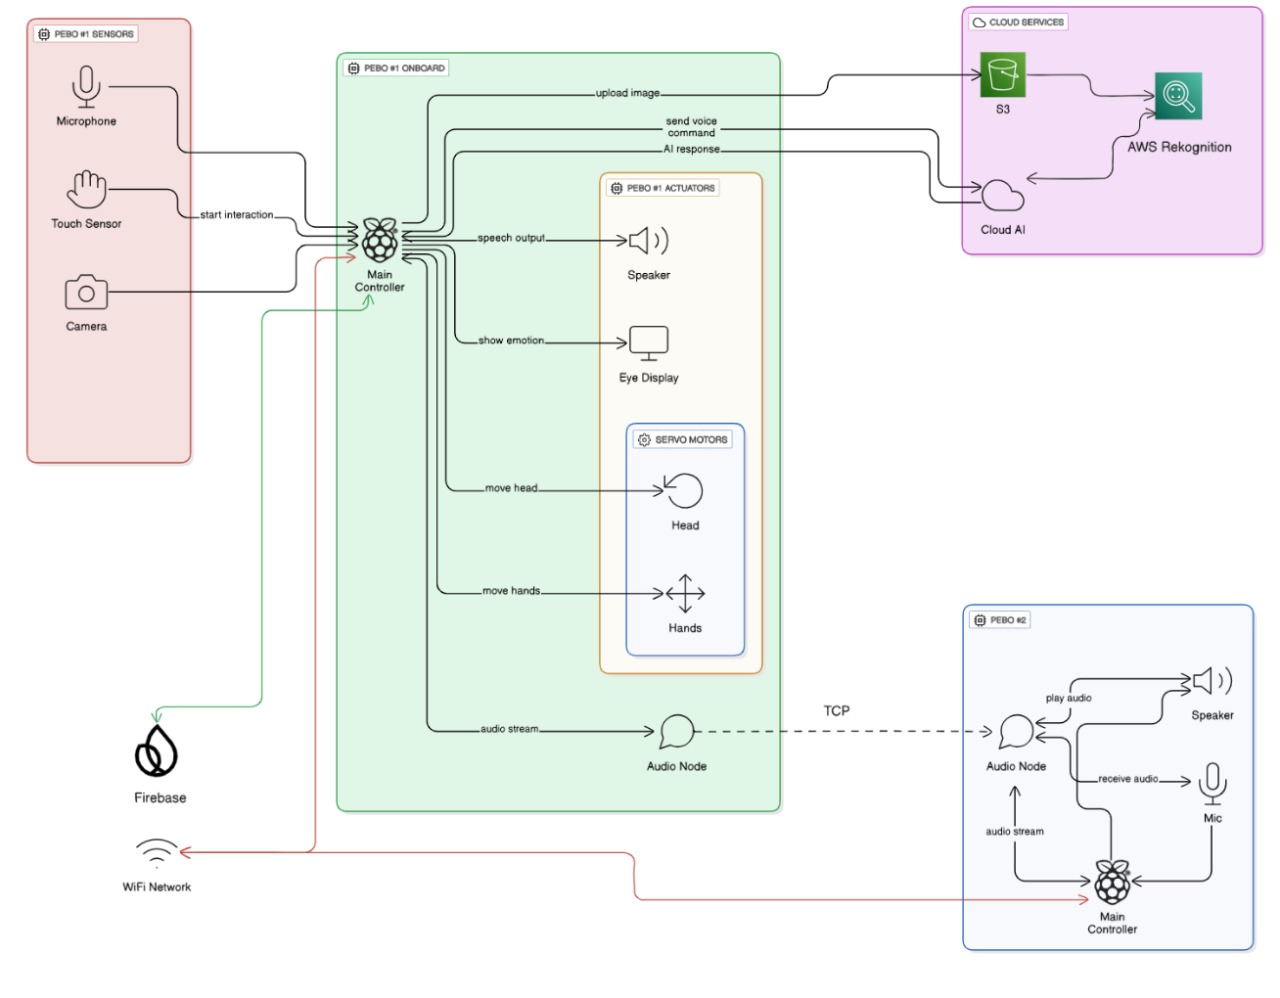 PEBO #1 SENSORS
Microphone
Touch Sensor
start interaction
Camera
PEBO #1 ONBOARD
Main
Controller
upload image
send voice
command
AI response
PEBO #1 ACTUATORS
speech output
Speaker
show emotion
Eye Display
SERVO MOTORS
move head
Head
move hands
Hands
audio stream
Audio Node
TCP
CLOUD SERVICES
S3
AWS Rekognition
Cloud AI
Firebase
WiFi Network
PEBO #2
play audio
Speaker
Audio Node
receive audio
Mic
audio stream
Main
Controller